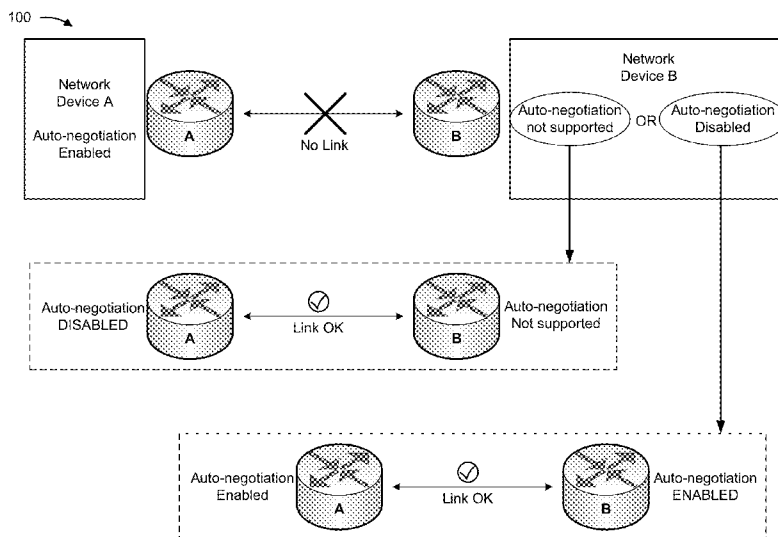 100
Network
Device A
Auto-negotiation
Enabled
A
No Link
B
Network
Device B
Auto-negotiation
not supported
OR
Auto-negotiation
Disabled
Auto-negotiation
DISABLED
A
Link OK
B
Auto-negotiation
Not supported
Auto-negotiation
Enabled
A
Link OK
B
Auto-negotiation
ENABLED